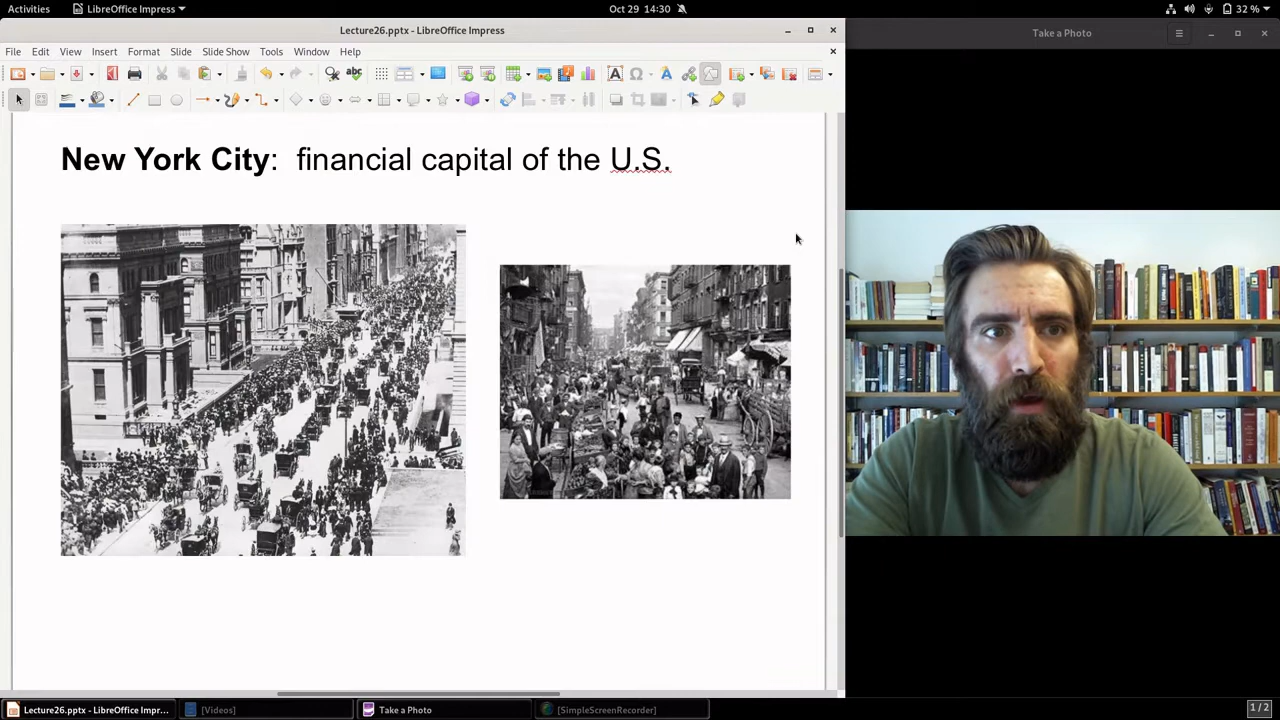 Activities
LibreOffice Impress
Oct 29 14:30
32 %
Lecture26.pptx - LibreOffice Impress
Take a Photo
File Edit View Insert Format Slide Slide Show Tools Window Help
New York City: financial capital of the U.S.
Lecture26.pptx - LibreOffice Impr...
[Videos]
Take a Photo
[SimpleScreenRecorder]
1 / 2